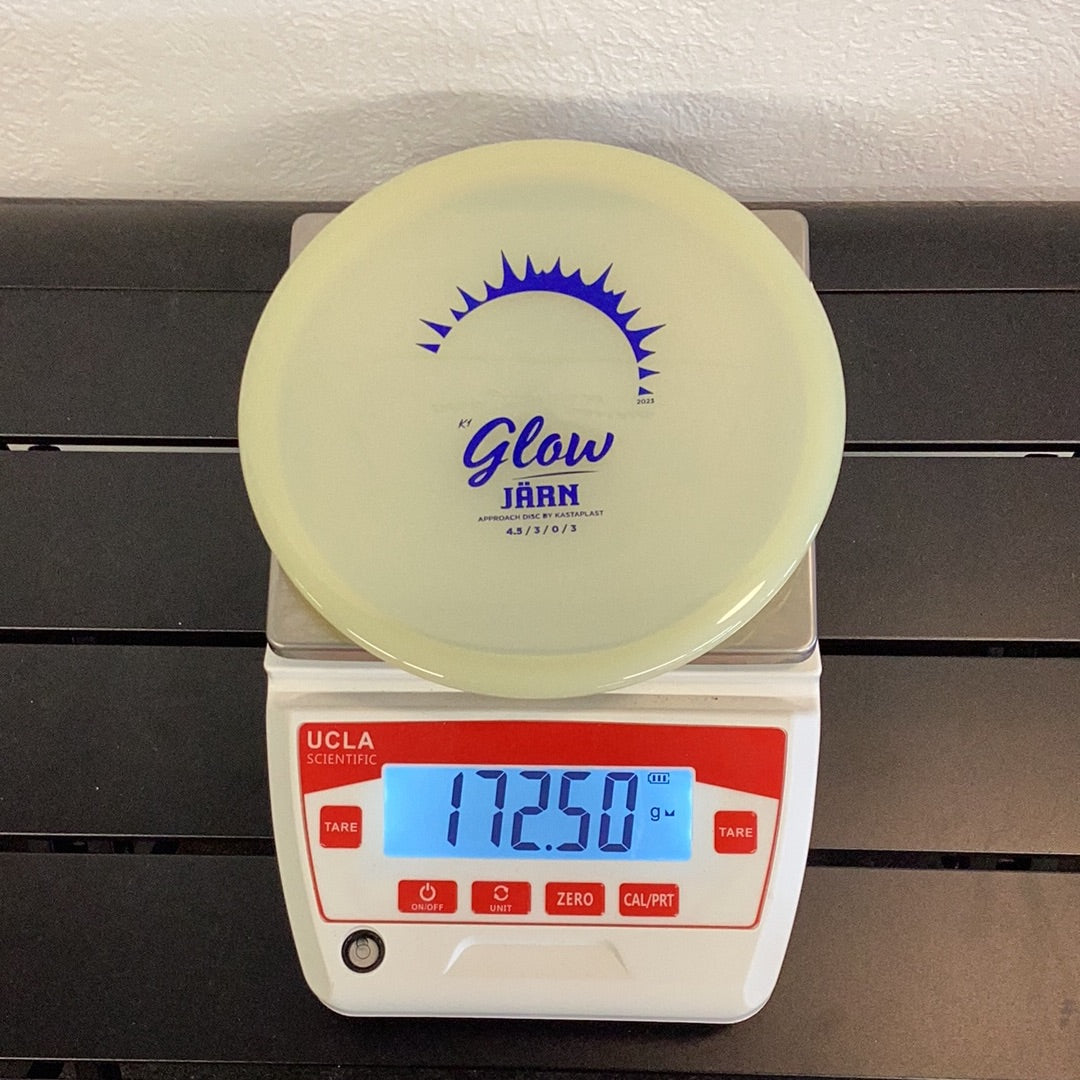 2023
K1
Glow
JÄRN
APPROACH DISC BY KASTAPLAST
4.5 / 3 / 0 / 3
UCLA
SCIENTIFIC
172.50 g
TARE
TARE
ON/OFF
UNIT
ZERO
CAL/PRT